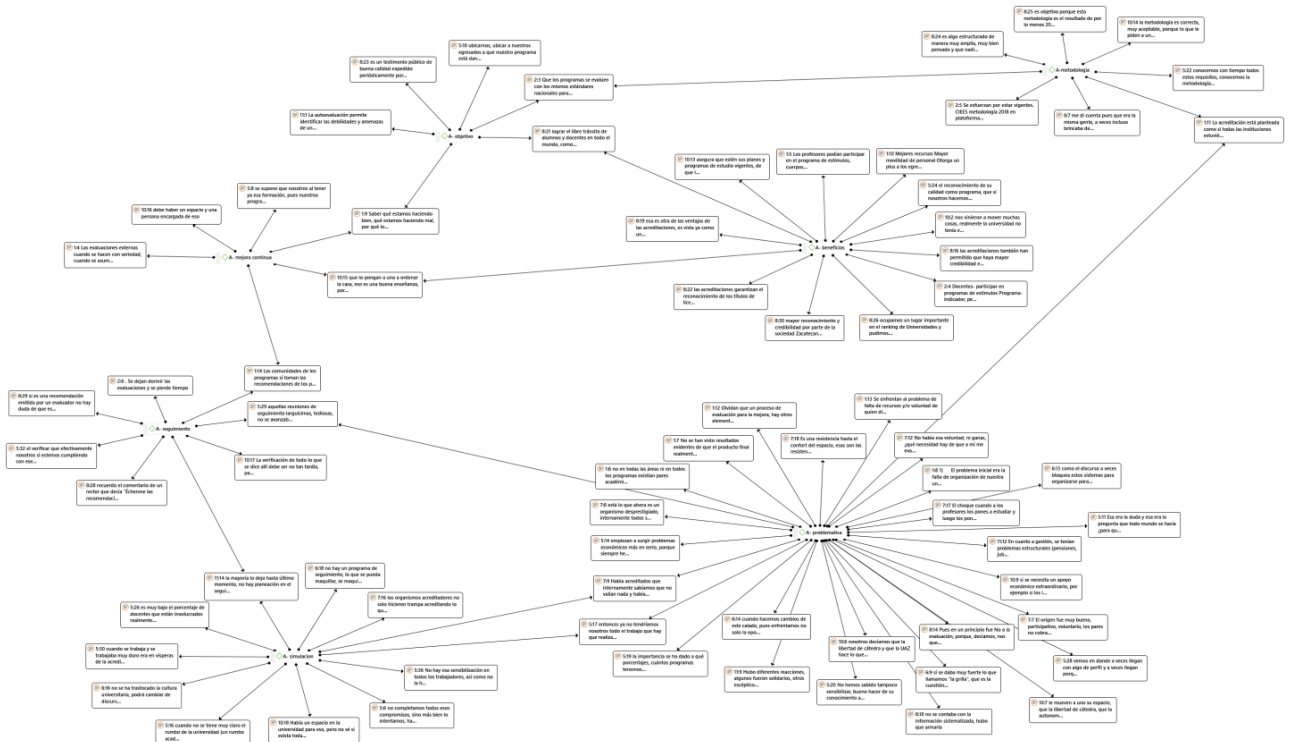 8:25 es objetiva porque esta
metodología es el resultado de por
lo menos 20...
10:14 la metodología es correcta,
muy aceptable, porque lo que le
piden a un...
8:24 es algo estructurado de
manera muy amplia, muy bien
pensada y que nadi...
A- metodología
5:22 conocemos con tiempo todos
estos requisitos, conocemos la
metodología...
2:5 Se esfuerzan por estar vigentes.
CIEES metodología 2018 en
plataforma...
8:7 me di cuenta pues que era la
misma gente, a veces incluso
brincaba de...
1:11 La acreditación está planteada
como si todas las instituciones
estuvié...
5:18 ubicarnos, ubicar a nuestros
egresados o que nuestro programa
está dan...
8:23 es un testimonio público de
buena calidad expedido
periódicamente por...
2:3 Que los programas se evalúen
con los mismos estándares
nacionales para...
11:1 La autoevaluación permite
identificar las debilidades y amenazas
de un...
A- objetivo
8:21 lograr el libre tránsito de
alumnos y docentes en todo el
mundo, como...
5:8 se supone que nosotros al tener
ya esa formación, pues nuestros
progra...
10:16 debe haber un espacio y una
persona encargada de eso
1:9 Saber qué estamos haciendo
bien, qué estamos haciendo mal,
por qué lo...
1:4 Las evaluaciones externas
cuando se hacen con seriedad,
cuando se asum...
A- mejora continua
10:15 que lo pongan a uno a ordenar
la casa, eso es una buena enseñanza,
por...
10:13 asegura que estén sus planes y
programas de estudio vigentes, de
que l...
1:5 Los profesores podían participar
en el programa de estímulos,
cuerpos...
1:10 Mejores recursos Mayor
movilidad de personal Otorga un
plus a los egre...
5:24 el reconocimiento de su
calidad como programa, que si
nosotros hacemos...
10:2 nos vinieron a mover muchas
cosas, realmente la universidad no
tenía e...
8:19 esa es otra de las ventajas de
las acreditaciones, es vista ya como
un...
A- beneficios
8:16 las acreditaciones también han
permitido que haya mayor
credibilidad e...
8:22 las acreditaciones garantizan el
reconocimiento de los títulos de
lice...
2:4 Docentes- participar en
programas de estímulos Programa-
indicador, pe...
8:30 mayor reconocimiento y
credibilidad por parte de la
sociedad Zacatecan...
8:26 ocupamos un lugar importante
en el ranking de Universidades y
pudimos...
1:14 Las comunidades de los
programas si toman las
recomendaciones de los p...
2:6 . Se dejan dormir las
evaluaciones y se pierde tiempo
8:29 si es una recomendación
emitida por un evaluador no hay
duda de que es...
5:29 aquellas reuniones de
seguimiento larguísimas, tediosas,
no se avanzab...
A- seguimiento
5:32 el verificar que efectivamente
nosotros sí estemos cumpliendo
con ese...
10:17 La verificación de todo lo que
se dice allí debe ser no tan tardía,
pa...
8:28 recuerdo el comentario de un
rector que decía "Échenme las
recomendaci...
1:13 Se enfrentan al problema de
falta de recursos y/o voluntad de
quien di...
1:12 Olvidan que un proceso de
evaluación para la mejora, hay otros
element...
1:7 No se han visto resultados
evidentes de que el producto final
realment...
7:18 Es una resistencia hasta el
confort del espacio, esas son las
resisten...
7:12 No había esa voluntad, ni ganas,
¿qué necesidad hay de que a mí me
eva...
1:6 no en todas las áreas ni en todos
los programas existían pares
académi...
1:8 1) El problema inicial era la
falta de organización de nuestra
un...
6:13 como el discurso a veces
bloquea estos sistemas para
organizarse para...
7:8 está lo que ahora es un
organismo desprestigiado,
internamente todos s...
7:17 El choque cuando a los
profesores los pones a estudiar y
luego los pon...
5:11 Esa era la duda y esa era la
pregunta que todo mundo se hacía
¿para qu...
A- problemática
5:14 empiezan a surgir problemas
económicos más en serio, porque
siempre he...
11:12 En cuanto a gestión, se tenían
problemas estructurales (pensiones,
jub...
7:9 Había acreditados que
internamente sabíamos que no
valían nada y había...
10:9 sí se necesita un apoyo
económico extraordinario, por
ejemplo si los l...
11:14 la mayoría lo deja hasta último
momento, no hay planeación en el
segui...
8:18 no hay un programa de
seguimiento, lo que se pueda
maquillar, se maqui...
7:16 los organismos acreditadores no
solo hicieron trampa acreditando lo
qu...
5:26 es muy bajo el porcentaje de
docentes que están involucrados
realmente...
5:17 entonces ya no tendríamos
nosotros todo el trabajo que hay
que realiza...
6:14 cuando hacemos cambios de
este calado, pues enfrentamos no
solo la opo...
8:14 Pues en un principio fue No a la
evaluación, porque, decíamos, nos
que...
7:7 El origen fue muy bueno,
participativo, voluntario, los pares
no cobra...
10:6 nosotros decíamos que la
libertad de cátedra y que la UAZ
hace lo que...
5:30 cuando se trabaja y se
trabajaba muy duro era en vísperas
de la acredi...
A- simulacion
5:19 la importancia se ha dado a qué
porcentajes, cuántos programas
tenemos...
11:9 Hubo diferentes reacciones,
algunos fueron solidarios, otros
escéptico...
5:28 vemos en donde a veces llegan
con algo de perfil y a veces llegan
porq...
5:36 No hay esa sensibilización en
todos los trabajadores, así como no
la h...
6:9 sí se daba muy fuerte lo que
llamamos "la grilla", que es la
cuestión...
6:16 no se ha trastocado la cultura
universitaria, podrá cambiar de
discurs...
5:20 No hemos sabido tampoco
sensibilizar, bueno hacer de su
conocimiento a...
10:7 le mueven a uno su espacio,
que la libertad de cátedra, que la
autonom...
5:6 no completamos todos esos
compromisos, sino más bien lo
intentamos, ha...
8:10 no se contaba con la
información sistematizada, hubo
que armarla
5:16 cuando no se tiene muy claro el
rumbo de la universidad (un rumbo
acad...
10:18 Había un espacio en la
universidad para eso, pero no sé si
exista toda...